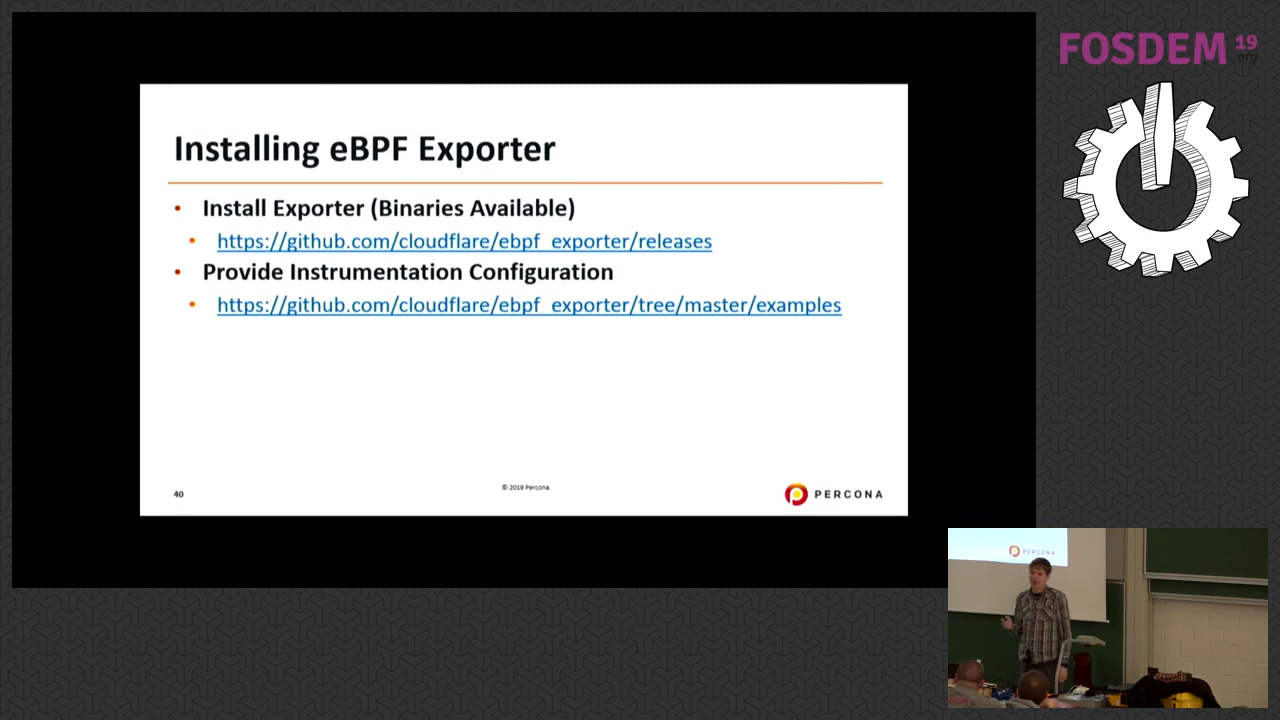 FOSDEM 19
.org
Installing eBPF Exporter
• Install Exporter (Binaries Available)
• https://github.com/cloudflare/ebpf_exporter/releases
• Provide Instrumentation Configuration
• https://github.com/cloudflare/ebpf_exporter/tree/master/examples
40
© 2019 Percona
PERCONA
PERCONA